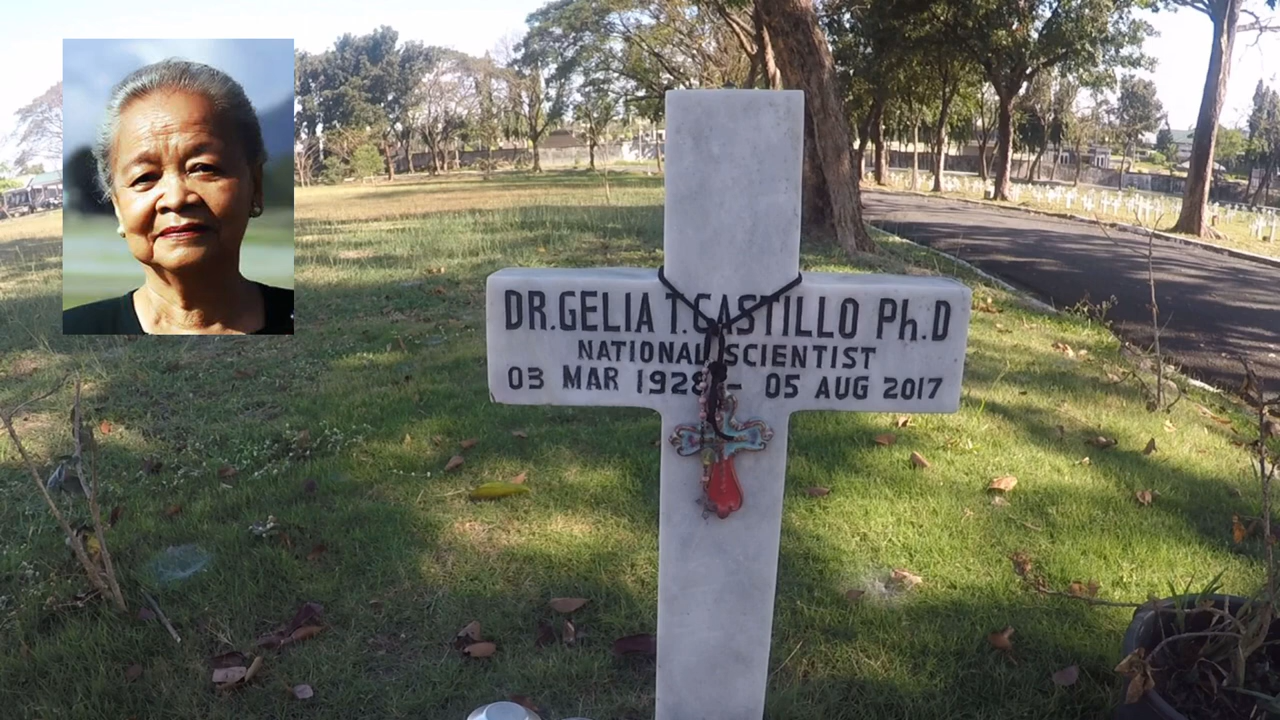 DR.GELIA T.CASTILLO Ph.D
NATIONAL SCIENTIST
03 MAR 1928 - 05 AUG 2017